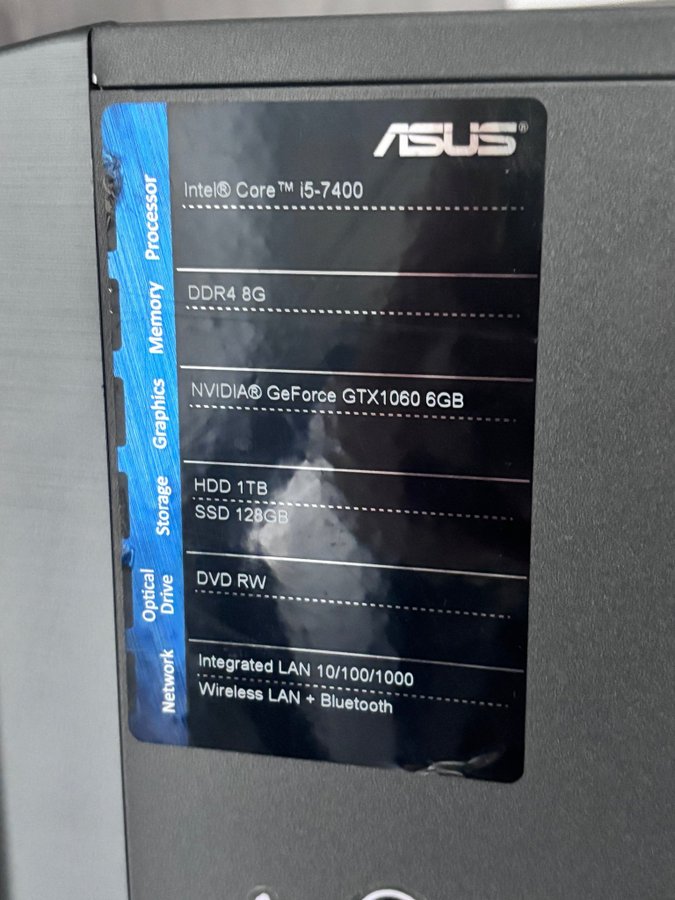 ASUS®
Processor
Intel® Core™ i5-7400
Memory
DDR4 8G
Graphics
NVIDIA® GeForce GTX1060 6GB
Storage
HDD 1TB
SSD 128GB
Optical
Drive
DVD RW
Network
Integrated LAN 10/100/1000
Wireless LAN + Bluetooth